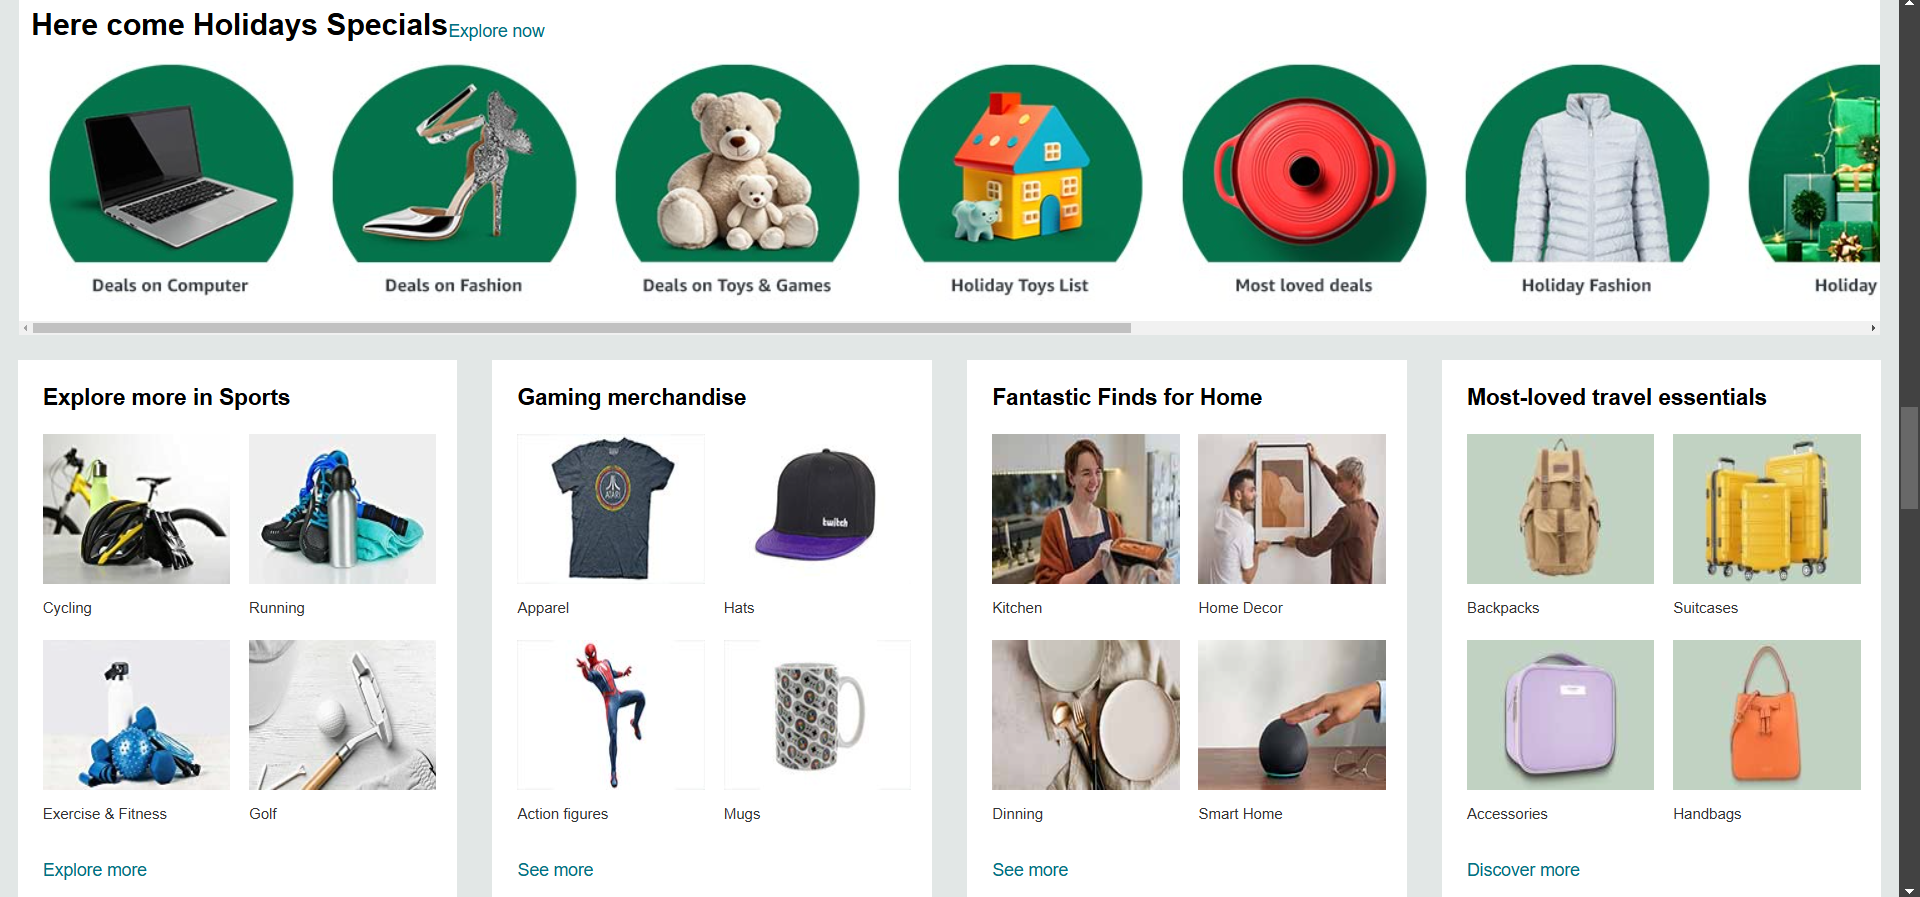 Here come Holidays Specials Explore now
Deals on Computer
Deals on Fashion
Deals on Toys & Games
Holiday Toys List
Most loved deals
Holiday Fashion
Holiday
Explore more in Sports
Cycling
Running
Exercise & Fitness
Golf
Explore more
Gaming merchandise
ATARI
twitch
Apparel
Hats
Action figures
Mugs
See more
Fantastic Finds for Home
Kitchen
Home Decor
Dinning
Smart Home
See more
Most-loved travel essentials
Backpacks
Suitcases
Accessories
Handbags
Discover more